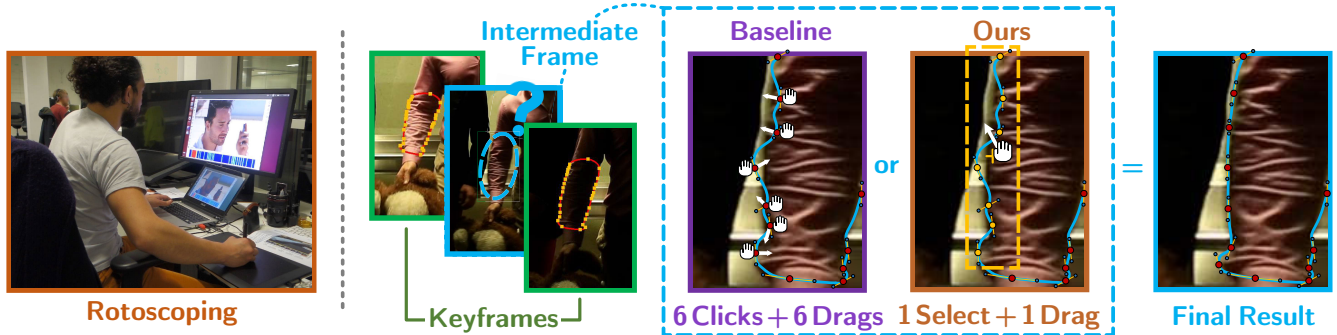 Intermediate
Frame
?
Baseline
Ours
or
=
Rotoscoping
Keyframes
6 Clicks + 6 Drags
1 Select + 1 Drag
Final Result